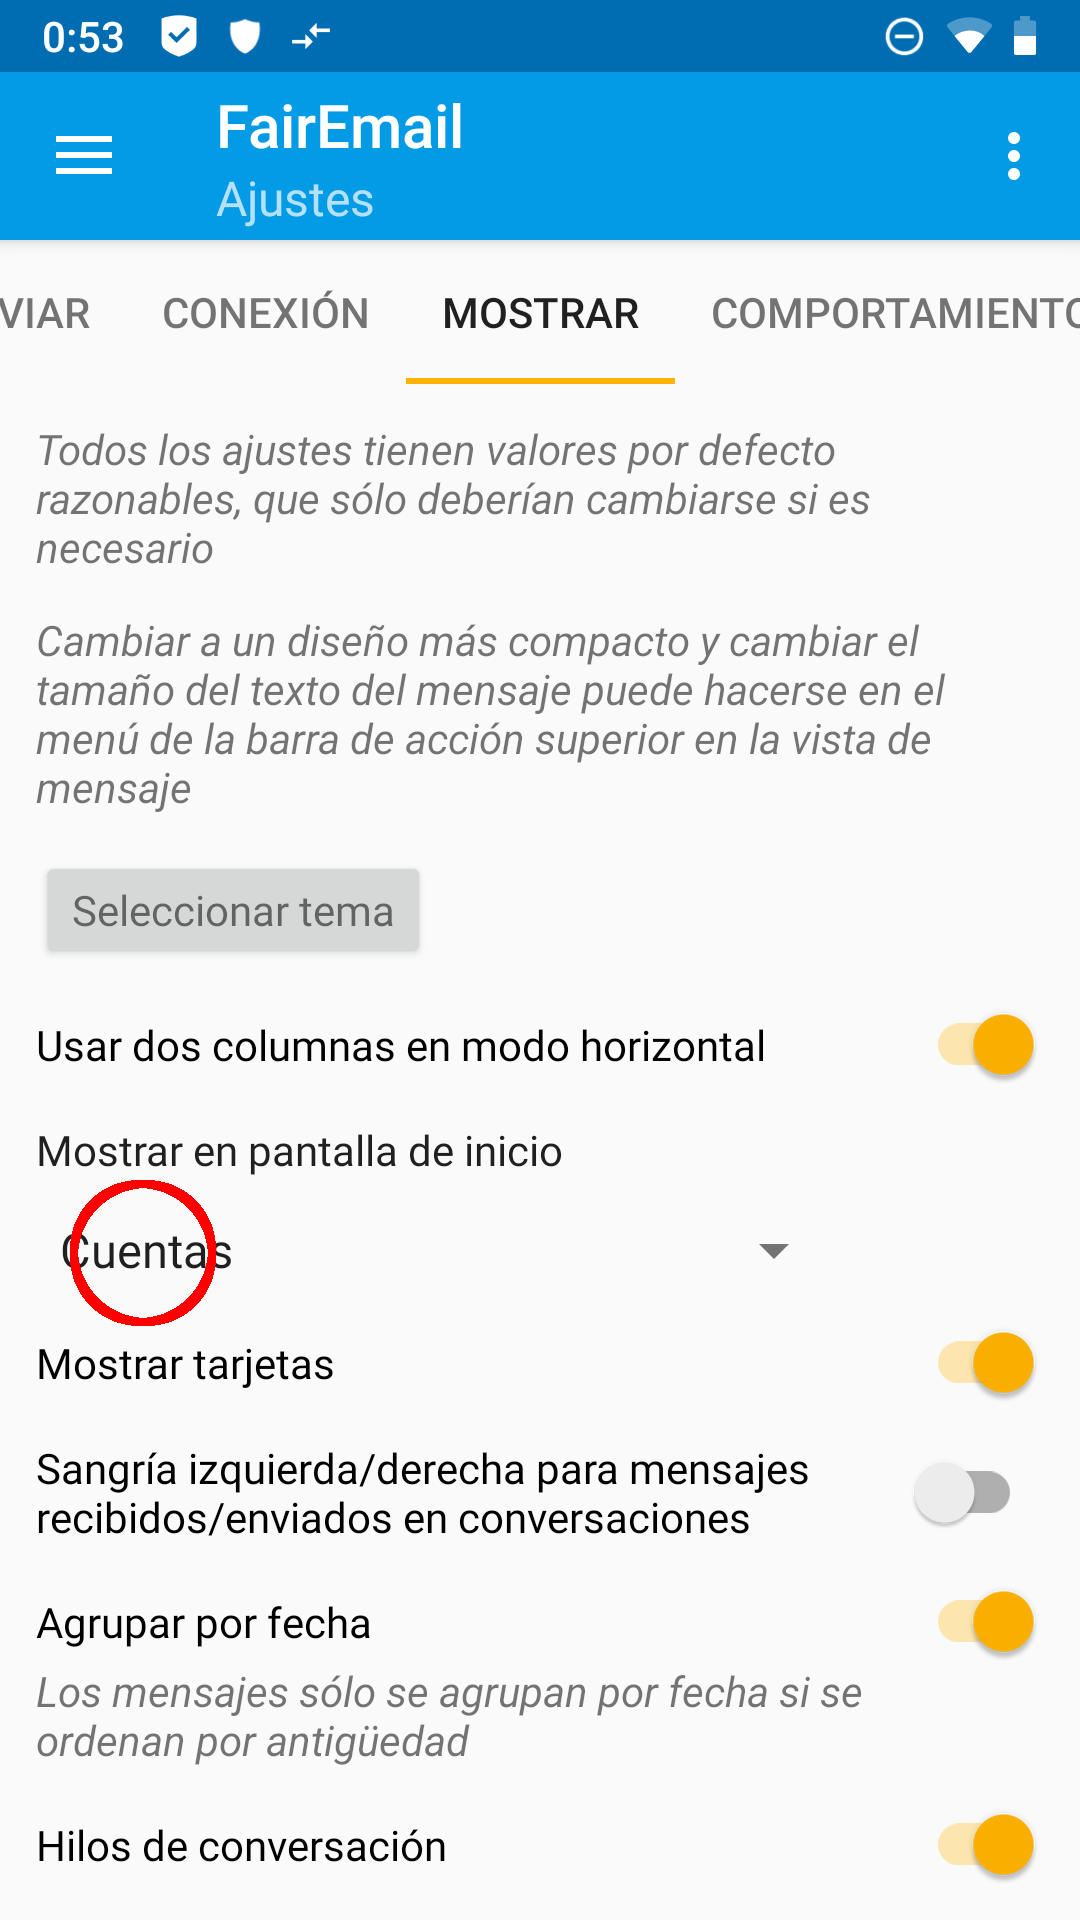 0:53
FairEmail
Ajustes
VIAR CONEXIÓN MOSTRAR COMPORTAMIENTO
Todos los ajustes tienen valores por defecto
razonables, que sólo deberían cambiarse si es
necesario
Cambiar a un diseño más compacto y cambiar el
tamaño del texto del mensaje puede hacerse en el
menú de la barra de acción superior en la vista de
mensaje
Seleccionar tema
Usar dos columnas en modo horizontal
Mostrar en pantalla de inicio
Cuentas
Mostrar tarjetas
Sangría izquierda/derecha para mensajes
recibidos/enviados en conversaciones
Agrupar por fecha
Los mensajes sólo se agrupan por fecha si se
ordenan por antigüedad
Hilos de conversación